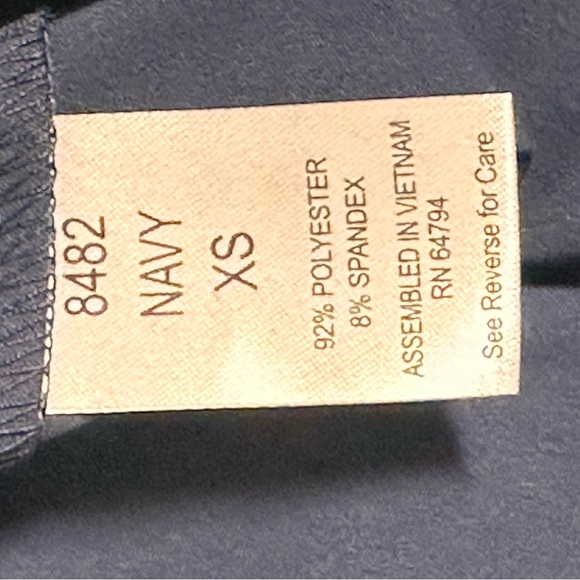 8482
NAVY
XS
92% POLYESTER
8% SPANDEX
ASSEMBLED IN VIETNAM
RN 64794
See Reverse for Care